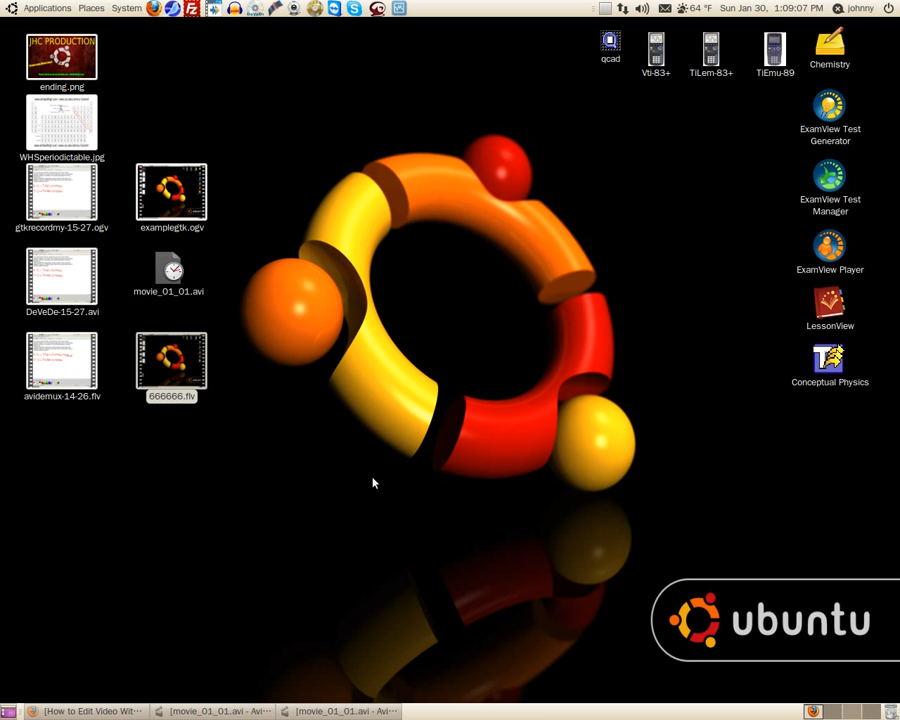 Applications Places System
64 °F Sun Jan 30, 1:09:07 PM johnny
JHC PRODUCTION
ending.png
WHSperiodictable.jpg
gtkrecordmy-15-27.ogv
DeVeDe-15-27.avi
avidemux-14-26.flv
examplegtk.ogv
movie_01_01.avi
666666.flv
qcad
Vti-83+
TiLem-83+
TiEmu-89
Chemistry
ExamView Test
Generator
ExamView Test
Manager
ExamView Player
LessonView
Conceptual Physics
ubuntu
[How to Edit Video Wit···
[movie_01_01.avi - Avi···
[movie_01_01.avi - Avi···